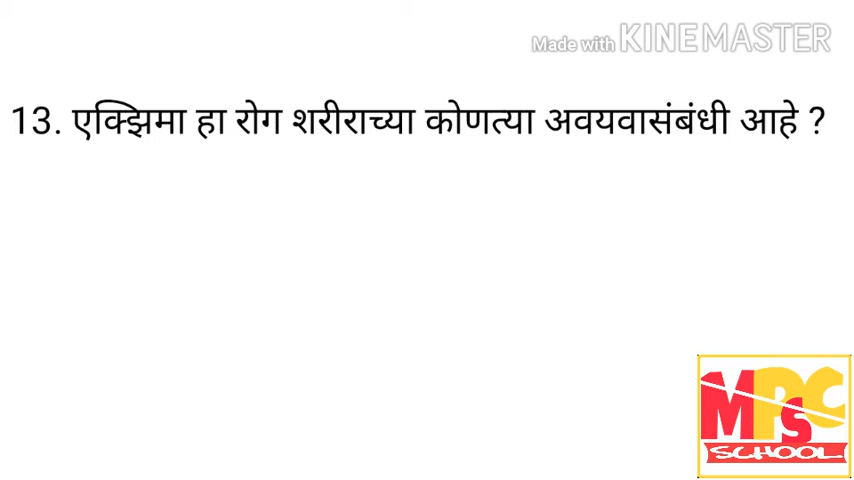 Made with KINEMASTER
13. एक्झिमा हा रोग शरीराच्या कोणत्या अवयवासंबंधी आहे ?
MPSC
SCHOOL